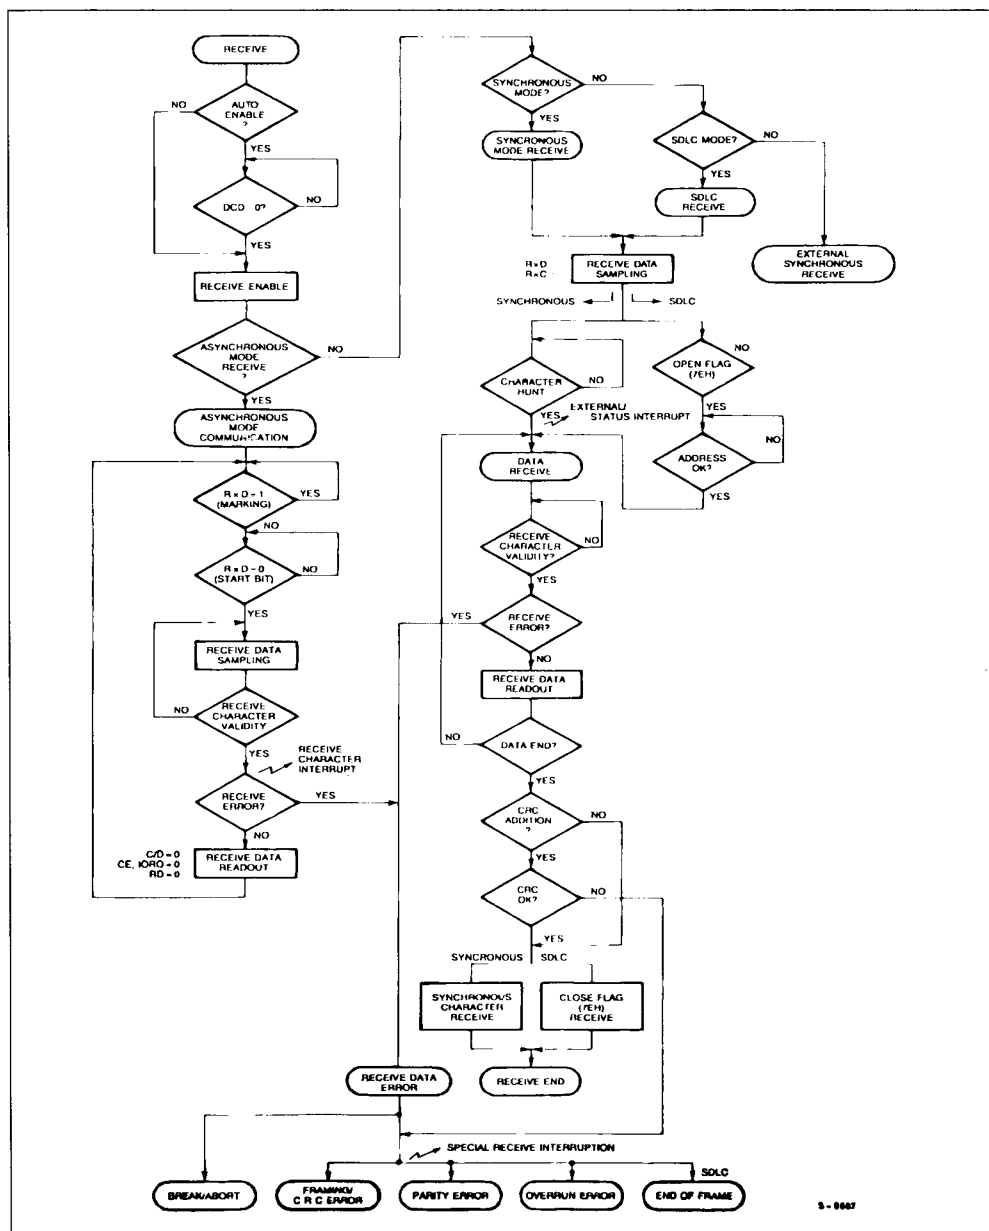 RECEIVE
AUTO
ENABLE
?
NO
YES
DCD 0?
NO
YES
RECEIVE ENABLE
ASYNCHRONOUS
MODE
RECEIVE
?
NO
YES
ASYNCHRONOUS
MODE
COMMUNICATION
R×D=1
(MARKING)
YES
NO
R×D=0
(START BIT)
NO
YES
RECEIVE DATA
SAMPLING
RECEIVE
CHARACTER
VALIDITY
NO
YES
RECEIVE
CHARACTER
INTERRUPT
RECEIVE
ERROR?
YES
NO
C/D=0
CE, IORQ=0
RD=0
RECEIVE DATA
READOUT
SYNCHRONOUS
MODE?
NO
YES
SYNCRONOUS
MODE RECEIVE
SDLC MODE?
NO
YES
SDLC
RECEIVE
EXTERNAL
SYNCHRONOUS
RECEIVE
R×D
R×C
RECEIVE DATA
SAMPLING
SYNCHRONOUS
SDLC
CHARACTER
HUNT
NO
YES
EXTERNAL/
STATUS INTERRUPT
OPEN FLAG
(7EH)
NO
YES
ADDRESS
OK?
NO
YES
DATA
RECEIVE
RECEIVE
CHARACTER
VALIDITY?
NO
YES
RECEIVE
ERROR?
YES
NO
RECEIVE DATA
READOUT
DATA END?
NO
YES
CRC
ADDITION
?
NO
YES
CRC
OK?
NO
YES
SYNCRONOUS
SDLC
SYNCHRONOUS
CHARACTER
RECEIVE
CLOSE FLAG
(7EH)
RECEIVE
RECEIVE END
RECEIVE DATA
ERROR
SPECIAL RECEIVE INTERRUPTION
BREAK/ABORT
FRAMING/
C R C ERROR
PARITY ERROR
OVERRUN ERROR
SDLC
END OF FRAME